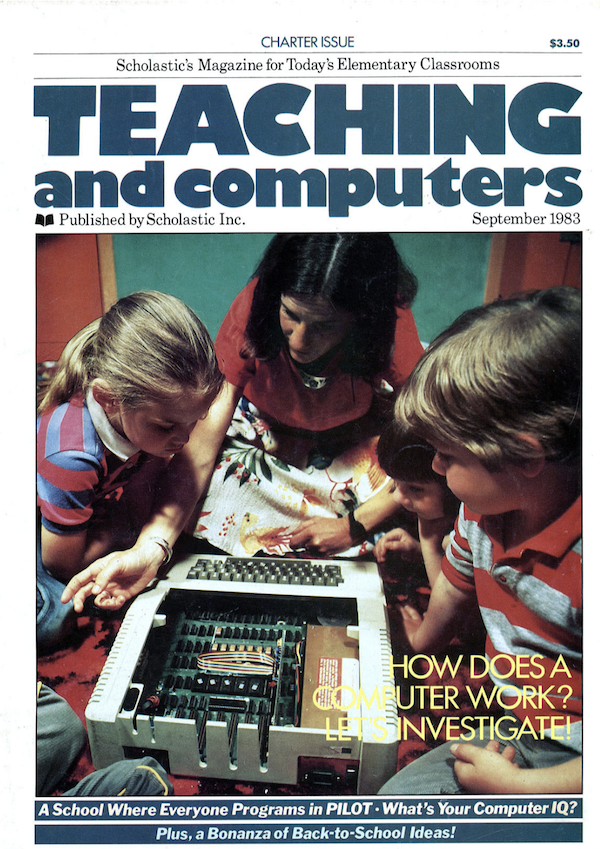 CHARTER ISSUE
$3.50
Scholastic's Magazine for Today's Elementary Classrooms
TEACHING
and computers
Published by Scholastic Inc.
September 1983
HOW DOES A
COMPUTER WORK?
LET'S INVESTIGATE!
A School Where Everyone Programs in PILOT · What's Your Computer IQ?
Plus, a Bonanza of Back-to-School Ideas!